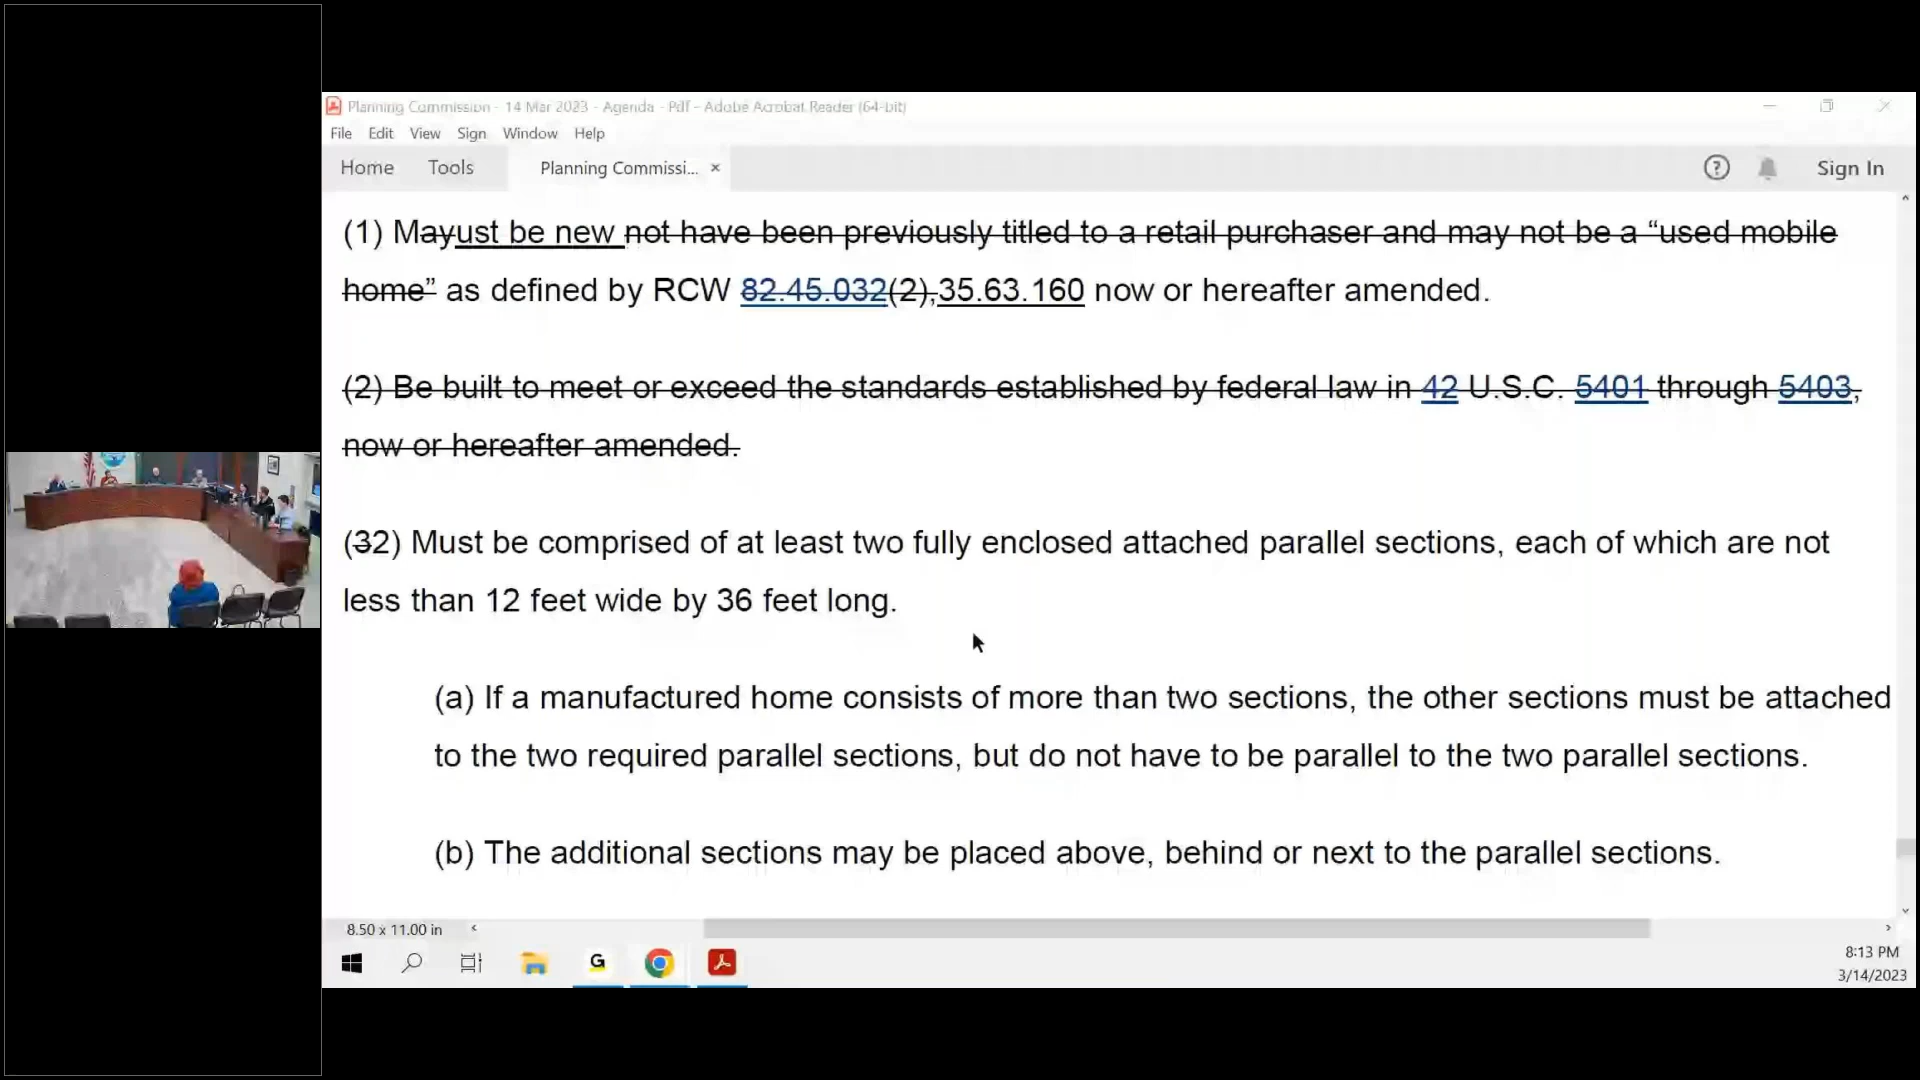 Planning Commission - 14 Mar 2023 - Agenda - Pdf - Adobe Acrobat Reader (64-bit)
File Edit View Sign Window Help
Home Tools Planning Commissi... × ? Sign In
(1) Mayust be new not have been previously titled to a retail purchaser and may not be a “used mobile
home” as defined by RCW 82.45.032(2),35.63.160 now or hereafter amended.
(2) Be built to meet or exceed the standards established by federal law in 42 U.S.C. 5401 through 5403,
now or hereafter amended.
(32) Must be comprised of at least two fully enclosed attached parallel sections, each of which are not
less than 12 feet wide by 36 feet long.
(a) If a manufactured home consists of more than two sections, the other sections must be attached
to the two required parallel sections, but do not have to be parallel to the two parallel sections.
(b) The additional sections may be placed above, behind or next to the parallel sections.
8.50 x 11.00 in
G
8:13 PM
3/14/2023